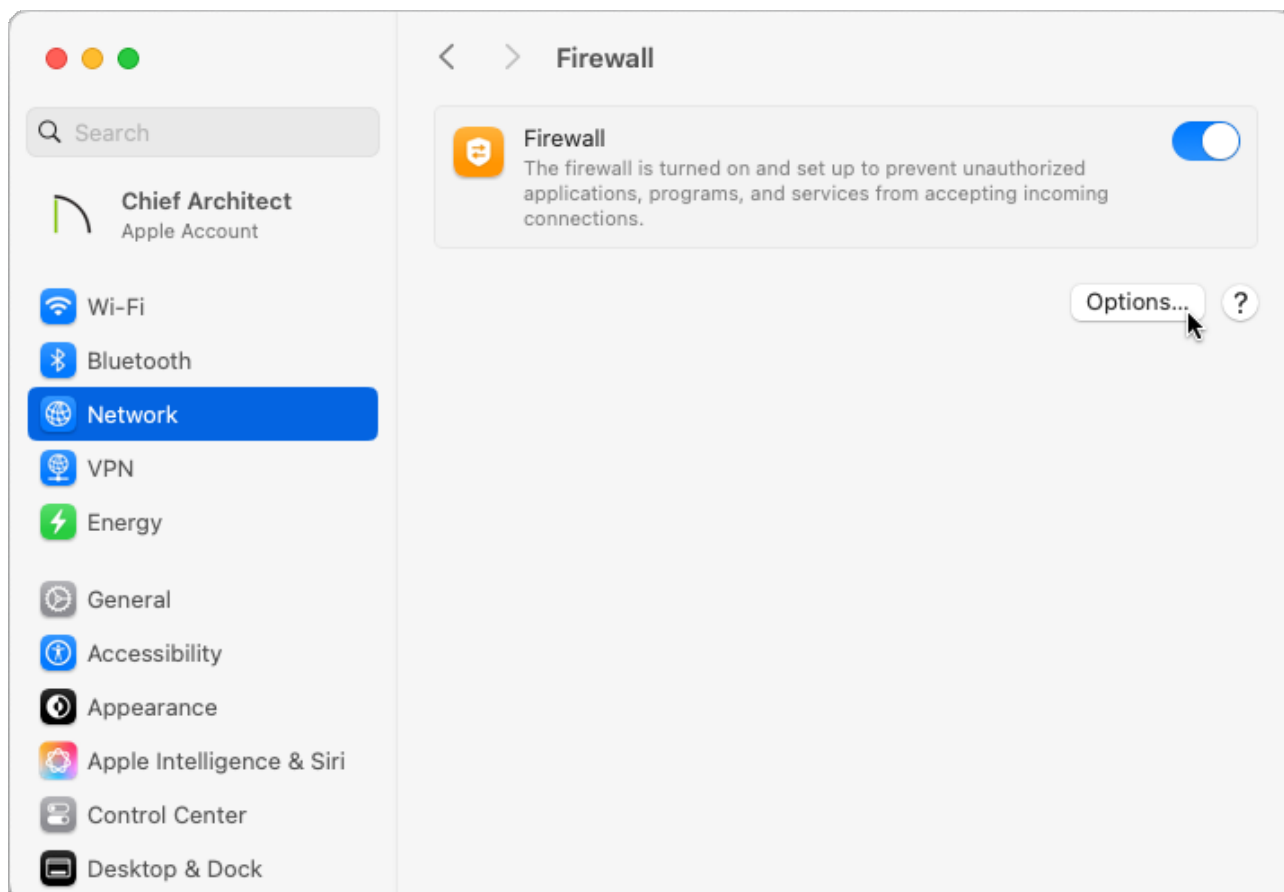 Firewall
Search
Chief Architect
Apple Account
Wi-Fi
Bluetooth
Network
VPN
Energy
General
Accessibility
Appearance
Apple Intelligence & Siri
Control Center
Desktop & Dock
Firewall
The firewall is turned on and set up to prevent unauthorized
applications, programs, and services from accepting incoming
connections.
Options...
?